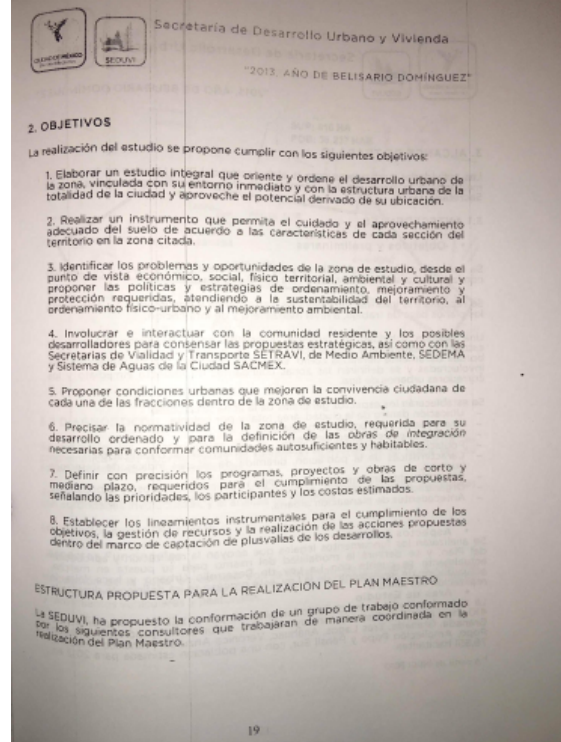 CIUDAD DE MÉXICO
SEDUVI
Secretaría de Desarrollo Urbano y Vivienda
"2013. AÑO DE BELISARIO DOMÍNGUEZ"
2. OBJETIVOS
La realización del estudio se propone cumplir con los siguientes objetivos:
1. Elaborar un estudio integral que oriente y ordene el desarrollo urbano de
la zona, vinculada con su entorno inmediato y con la estructura urbana de la
totalidad de la ciudad y aproveche el potencial derivado de su ubicación.
2. Realizar un instrumento que permita el cuidado y el aprovechamiento
adecuado del suelo de acuerdo a las características de cada sección del
territorio en la zona citada.
3. Identificar los problemas y oportunidades de la zona de estudio, desde el
punto de vista económico, social, físico territorial, ambiental y cultural y
proponer las políticas y estrategias de ordenamiento, mejoramiento y
protección requeridas, atendiendo a la sustentabilidad del territorio, al
ordenamiento físico-urbano y al mejoramiento ambiental.
4. Involucrar e interactuar con la comunidad residente y los posibles
desarrolladores para consensar las propuestas estratégicas, así como con las
Secretarias de Vialidad y Transporte SETRAVI, de Medio Ambiente, SEDEMA
y Sistema de Aguas de la Ciudad SACMEX.
5. Proponer condiciones urbanas que mejoren la convivencia ciudadana de
cada una de las fracciones dentro de la zona de estudio.
6. Precisar la normatividad de la zona de estudio, requerida para su
desarrollo ordenado y para la definición de las obras de integración
necesarias para conformar comunidades autosuficientes y habitables.
7. Definir con precisión los programas, proyectos y obras de corto y
mediano plazo, requeridos para el cumplimiento de las propuestas,
señalando las prioridades, los participantes y los costos estimados.
8. Establecer los lineamientos instrumentales para el cumplimiento de los
objetivos, la gestión de recursos y la realización de las acciones propuestas
dentro del marco de captación de plusvalías de los desarrollos.
ESTRUCTURA PROPUESTA PARA LA REALIZACION DEL PLAN MAESTRO
La SEDUVI, ha propuesto la conformación de un grupo de trabajo conformado
por los siguientes consultores que trabajaran de manera coordinada en la
realización del Plan Maestro.
19